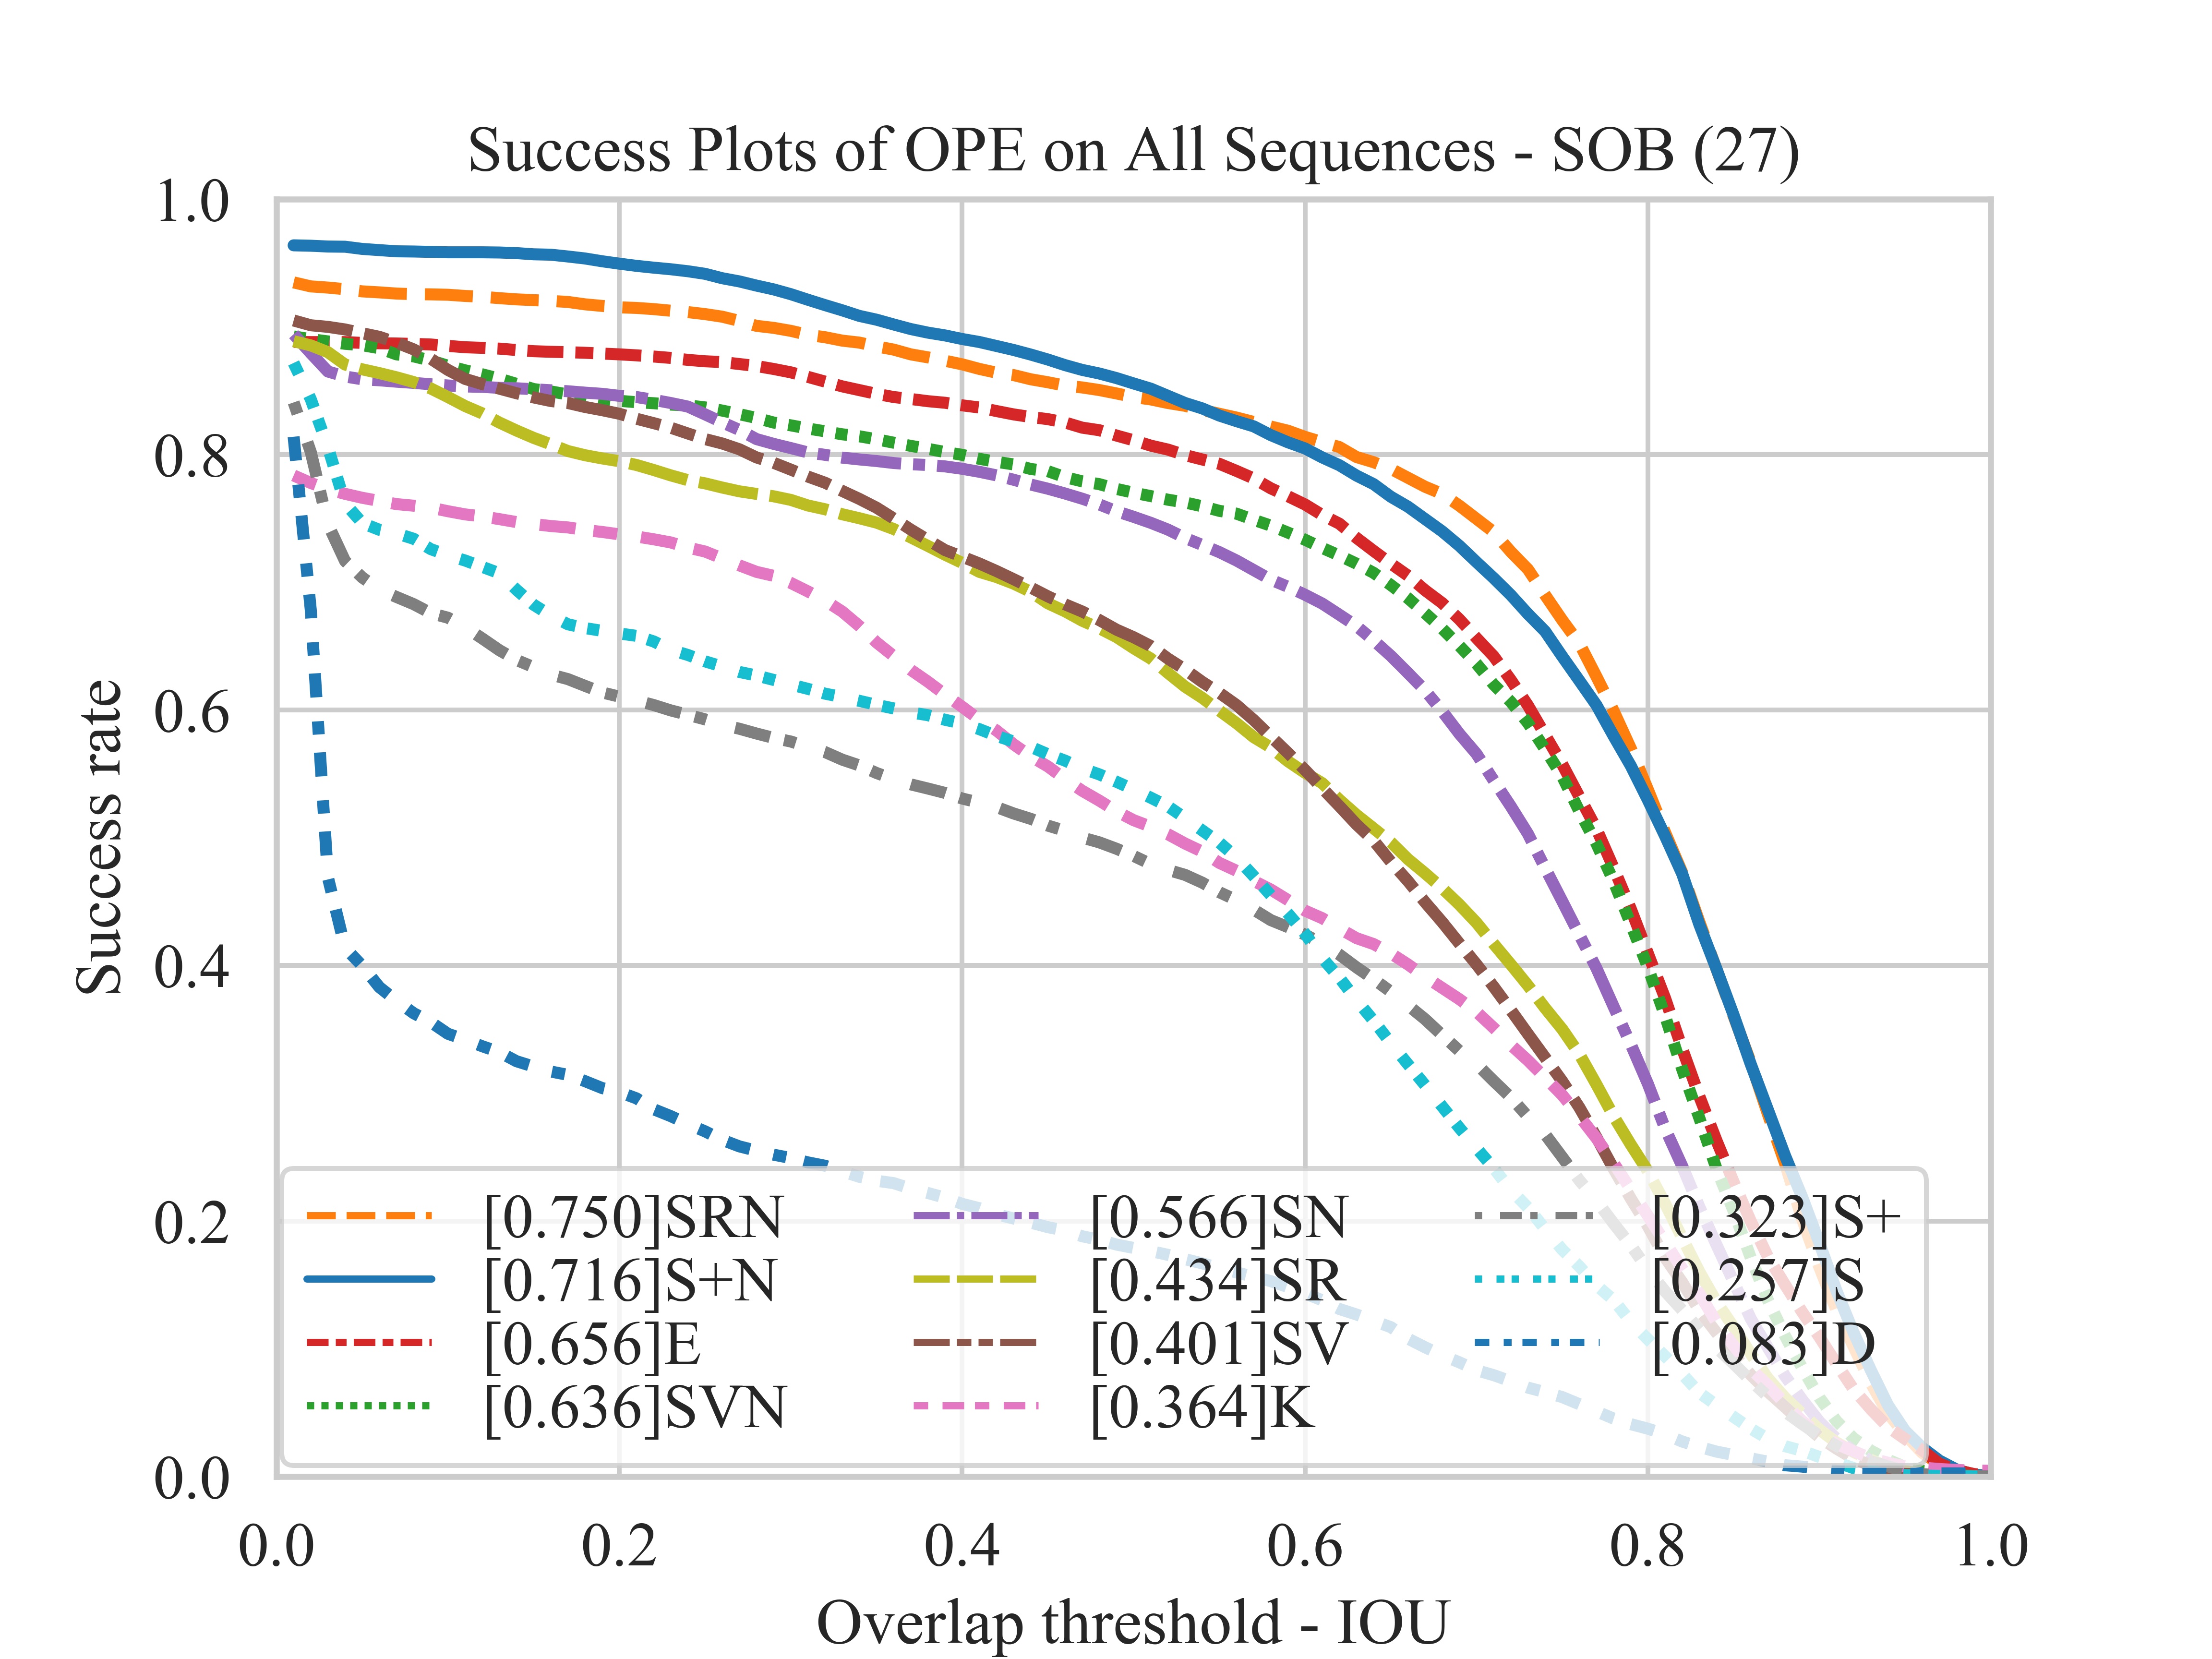 Success Plots of OPE on All Sequences - SOB (27)
1.0
0.8
0.6
0.4
0.2
0.0
Success rate
[0.750]SRN
[0.716]S+N
[0.656]E
[0.636]SVN
[0.566]SN
[0.434]SR
[0.401]SV
[0.364]K
[0.323]S+
[0.257]S
[0.083]D
0.0 0.2 0.4 0.6 0.8 1.0
Overlap threshold - IOU